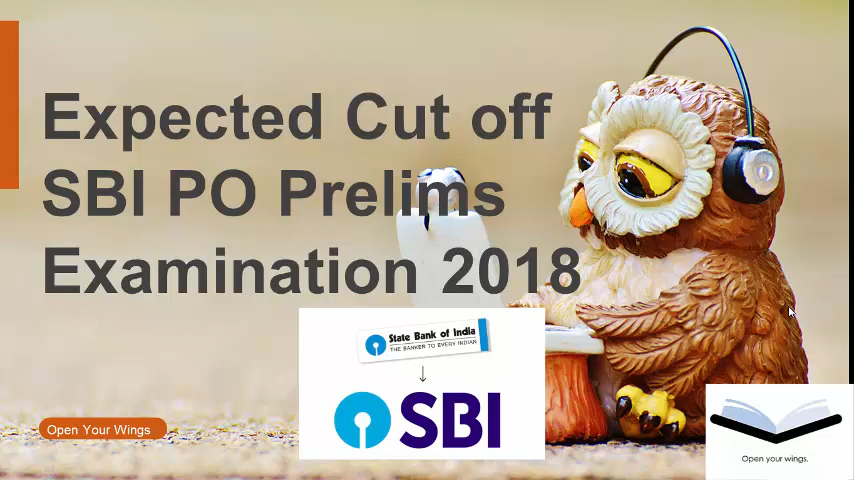 Expected Cut off
SBI PO Prelims
Examination 2018
State Bank of India
THE BANKER TO EVERY INDIAN
SBI
Open Your Wings
Open your wings.